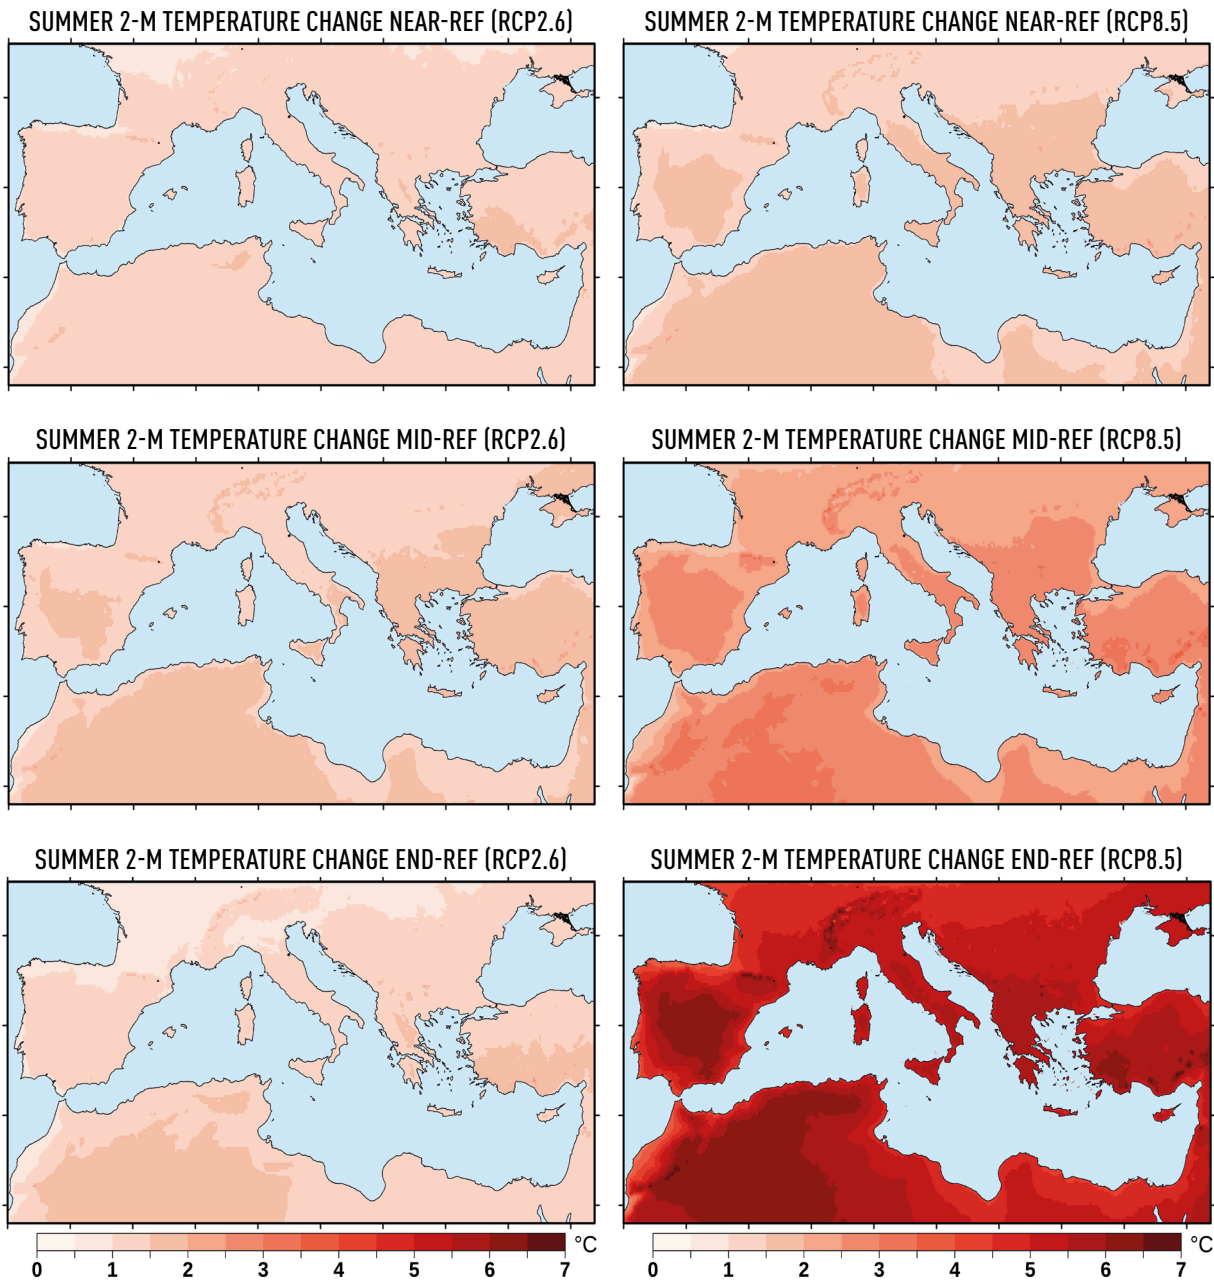 SUMMER 2-M TEMPERATURE CHANGE NEAR-REF (RCP2.6)
SUMMER 2-M TEMPERATURE CHANGE NEAR-REF (RCP8.5)
SUMMER 2-M TEMPERATURE CHANGE MID-REF (RCP2.6)
SUMMER 2-M TEMPERATURE CHANGE MID-REF (RCP8.5)
SUMMER 2-M TEMPERATURE CHANGE END-REF (RCP2.6)
SUMMER 2-M TEMPERATURE CHANGE END-REF (RCP8.5)
°C
0 1 2 3 4 5 6 7
°C
0 1 2 3 4 5 6 7